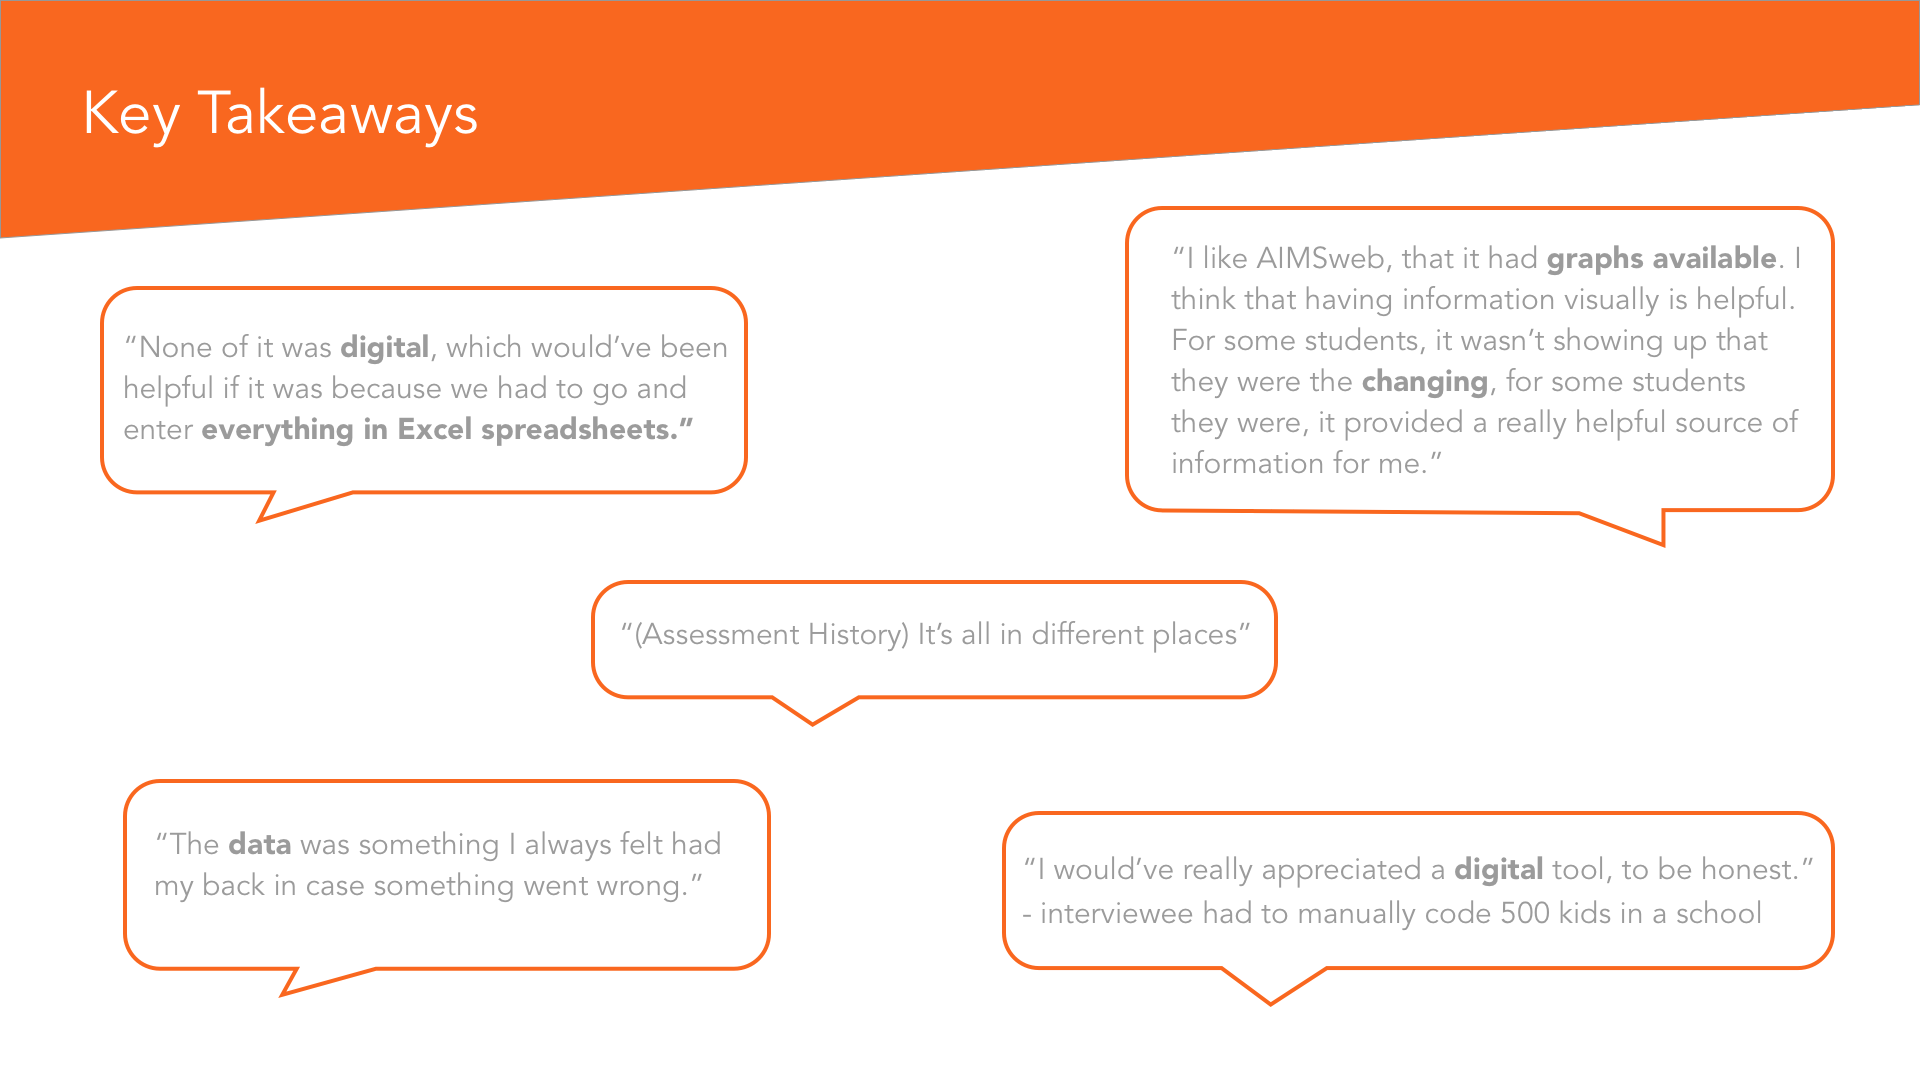 Key Takeaways
“None of it was digital, which would’ve been
helpful if it was because we had to go and
enter everything in Excel spreadsheets.”
“I like AIMSweb, that it had graphs available. I
think that having information visually is helpful.
For some students, it wasn’t showing up that
they were the changing, for some students
they were, it provided a really helpful source of
information for me.”
“(Assessment History) It’s all in different places”
“The data was something I always felt had
my back in case something went wrong.”
“I would’ve really appreciated a digital tool, to be honest.”
- interviewee had to manually code 500 kids in a school